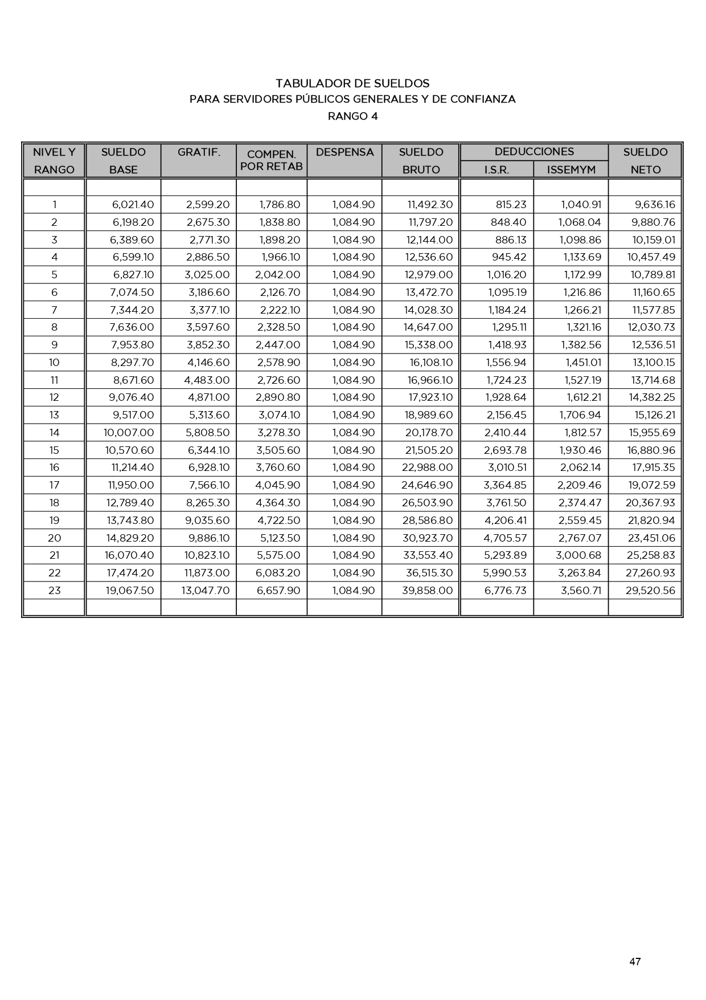 TABULADOR DE SUELDOS
PARA SERVIDORES PÚBLICOS GENERALES Y DE CONFIANZA
RANGO 4
NIVEL Y SUELDO GRATIF. COMPEN. DESPENSA SUELDO DEDUCCIONES SUELDO
RANGO BASE POR RETAB BRUTO I.S.R. ISSEMYM NETO
1 6,021.40 2,599.20 1,786.80 1,084.90 11,492.30 815.23 1,040.91 9,636.16
2 6,198.20 2,675.30 1,838.80 1,084.90 11,797.20 848.40 1,068.04 9,880.76
3 6,389.60 2,771.30 1,898.20 1,084.90 12,144.00 886.13 1,098.86 10,159.01
4 6,599.10 2,886.50 1,966.10 1,084.90 12,536.60 945.42 1,133.69 10,457.49
5 6,827.10 3,025.00 2,042.00 1,084.90 12,979.00 1,016.20 1,172.99 10,789.81
6 7,074.50 3,186.60 2,126.70 1,084.90 13,472.70 1,095.19 1,216.86 11,160.65
7 7,344.20 3,377.10 2,222.10 1,084.90 14,028.30 1,184.24 1,266.21 11,577.85
8 7,636.00 3,597.60 2,328.50 1,084.90 14,647.00 1,295.11 1,321.16 12,030.73
9 7,953.80 3,852.30 2,447.00 1,084.90 15,338.00 1,418.93 1,382.56 12,536.51
10 8,297.70 4,146.60 2,578.90 1,084.90 16,108.10 1,556.94 1,451.01 13,100.15
11 8,671.60 4,483.00 2,726.60 1,084.90 16,966.10 1,724.23 1,527.19 13,714.68
12 9,076.40 4,871.00 2,890.80 1,084.90 17,923.10 1,928.64 1,612.21 14,382.25
13 9,517.00 5,313.60 3,074.10 1,084.90 18,989.60 2,156.45 1,706.94 15,126.21
14 10,007.00 5,808.50 3,278.30 1,084.90 20,178.70 2,410.44 1,812.57 15,955.69
15 10,570.60 6,344.10 3,505.60 1,084.90 21,505.20 2,693.78 1,930.46 16,880.96
16 11,214.40 6,928.10 3,760.60 1,084.90 22,988.00 3,010.51 2,062.14 17,915.35
17 11,950.00 7,566.10 4,045.90 1,084.90 24,646.90 3,364.85 2,209.46 19,072.59
18 12,789.40 8,265.30 4,364.30 1,084.90 26,503.90 3,761.50 2,374.47 20,367.93
19 13,743.80 9,035.60 4,722.50 1,084.90 28,586.80 4,206.41 2,559.45 21,820.94
20 14,829.20 9,886.10 5,123.50 1,084.90 30,923.70 4,705.57 2,767.07 23,451.06
21 16,070.40 10,823.10 5,575.00 1,084.90 33,553.40 5,293.89 3,000.68 25,258.83
22 17,474.20 11,873.00 6,083.20 1,084.90 36,515.30 5,990.53 3,263.84 27,260.93
23 19,067.50 13,047.70 6,657.90 1,084.90 39,858.00 6,776.73 3,560.71 29,520.56
47